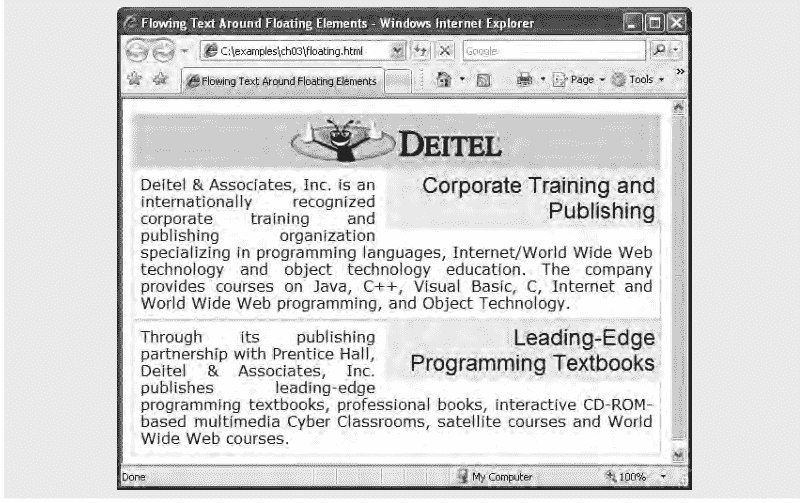 Flowing Text Around Floating Elements - Windows Internet Explorer
C:\examples\ch03\floating.html
Google
Flowing Text Around Floating Elements
Page
Tools
DEITEL
Corporate Training and
Publishing
Deitel & Associates, Inc. is an
internationally recognized
corporate training and
publishing organization
specializing in programming languages, Internet/World Wide Web
technology and object technology education. The company
provides courses on Java, C++, Visual Basic, C, Internet and
World Wide Web programming, and Object Technology.
Leading-Edge
Programming Textbooks
Through its publishing
partnership with Prentice Hall,
Deitel & Associates, Inc.
publishes leading-edge
programming textbooks, professional books, interactive CD-ROM-
based multimedia Cyber Classrooms, satellite courses and World
Wide Web courses.
Done
My Computer
100%